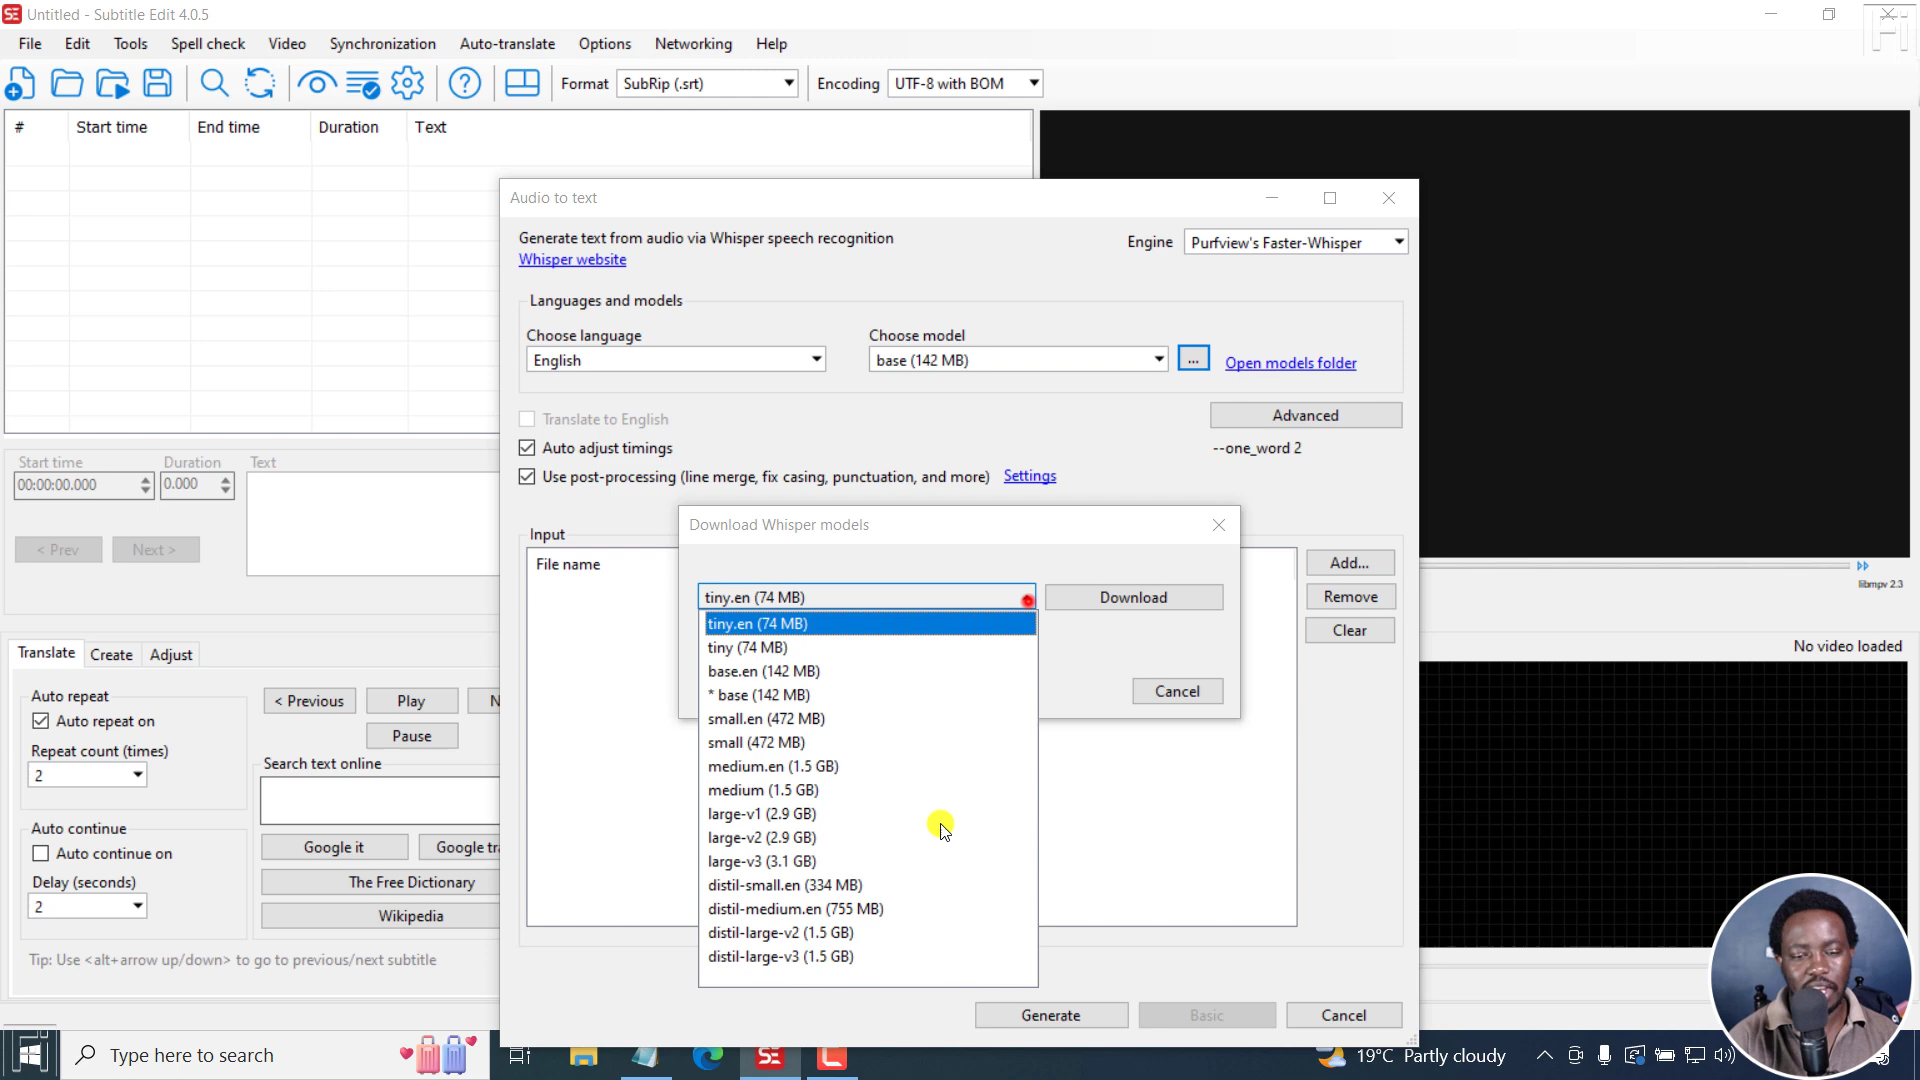 Untitled - Subtitle Edit 4.0.5
File Edit Tools Spell check Video Synchronization Auto-translate Options Networking Help
Format SubRip (.srt) Encoding UTF-8 with BOM
# Start time End time Duration Text
Audio to text
Generate text from audio via Whisper speech recognition
Whisper website
Engine Purfview's Faster-Whisper
Languages and models
Choose language
English
Choose model
base (142 MB)
...
Open models folder
Translate to English
Advanced
Auto adjust timings
--one_word 2
Use post-processing (line merge, fix casing, punctuation, and more) Settings
Input
File name
Add...
Remove
Clear
Download Whisper models
tiny.en (74 MB)
Download
tiny.en (74 MB)
tiny (74 MB)
base.en (142 MB)
* base (142 MB)
small.en (472 MB)
small (472 MB)
medium.en (1.5 GB)
medium (1.5 GB)
large-v1 (2.9 GB)
large-v2 (2.9 GB)
large-v3 (3.1 GB)
distil-small.en (334 MB)
distil-medium.en (755 MB)
distil-large-v2 (1.5 GB)
distil-large-v3 (1.5 GB)
Cancel
Generate Basic Cancel
Start time Duration Text
00:00:00.000 0.000
< Prev Next >
Translate Create Adjust
Auto repeat
Auto repeat on
Repeat count (times)
2
Auto continue
Auto continue on
Delay (seconds)
2
< Previous Play N
Pause
Search text online
Google it Google tra
The Free Dictionary
Wikipedia
Tip: Use <alt+arrow up/down> to go to previous/next subtitle
libmpv 2.3
No video loaded
Type here to search
19°C Partly cloudy